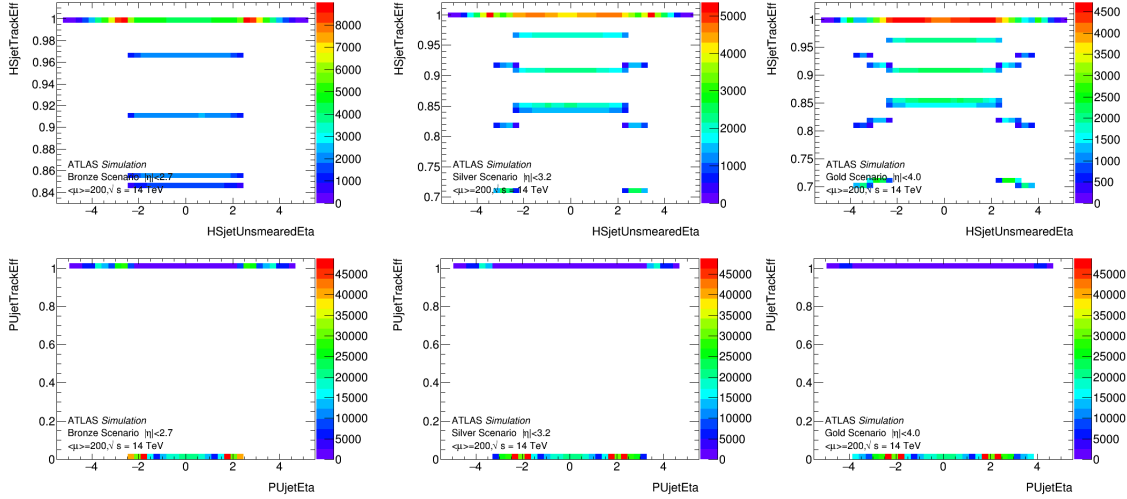 HSjetTrackEff
1
0.98
0.96
0.94
0.92
0.9
0.88
0.86
0.84
ATLAS Simulation
Bronze Scenario |η|<2.7
<μ>=200,√ s = 14 TeV
−4 −2 0 2 4
HSjetUnsmearedEta
8000
7000
6000
5000
4000
3000
2000
1000
0
HSjetTrackEff
1
0.95
0.9
0.85
0.8
0.75
0.7
ATLAS Simulation
Silver Scenario |η|<3.2
<μ>=200,√ s = 14 TeV
−4 −2 0 2 4
HSjetUnsmearedEta
5000
4000
3000
2000
1000
0
HSjetTrackEff
1
0.95
0.9
0.85
0.8
0.7
ATLAS Simulation
Gold Scenario |η|<4.0
<μ>=200,√ s = 14 TeV
−4 −2 0 2 4
HSjetUnsmearedEta
4500
4000
3500
3000
2500
2000
1500
1000
500
0
PUjetTrackEff
1
0.8
0.6
0.4
0.2
0
ATLAS Simulation
Bronze Scenario |η|<2.7
<μ>=200,√ s = 14 TeV
−4 −2 0 2 4
PUjetEta
45000
40000
35000
30000
25000
20000
15000
10000
5000
0
PUjetTrackEff
1
0.8
0.6
0.4
0.2
0
ATLAS Simulation
Silver Scenario |η|<3.2
<μ>=200,√ s = 14 TeV
−4 −2 0 2 4
PUjetEta
45000
40000
35000
30000
25000
20000
15000
10000
5000
0
PUjetTrackEff
1
0.8
0.6
0.4
0.2
0
ATLAS Simulation
Gold Scenario |η|<4.0
<μ>=200,√ s = 14 TeV
−4 −2 0 2 4
PUjetEta
45000
40000
35000
30000
25000
20000
15000
10000
5000
0